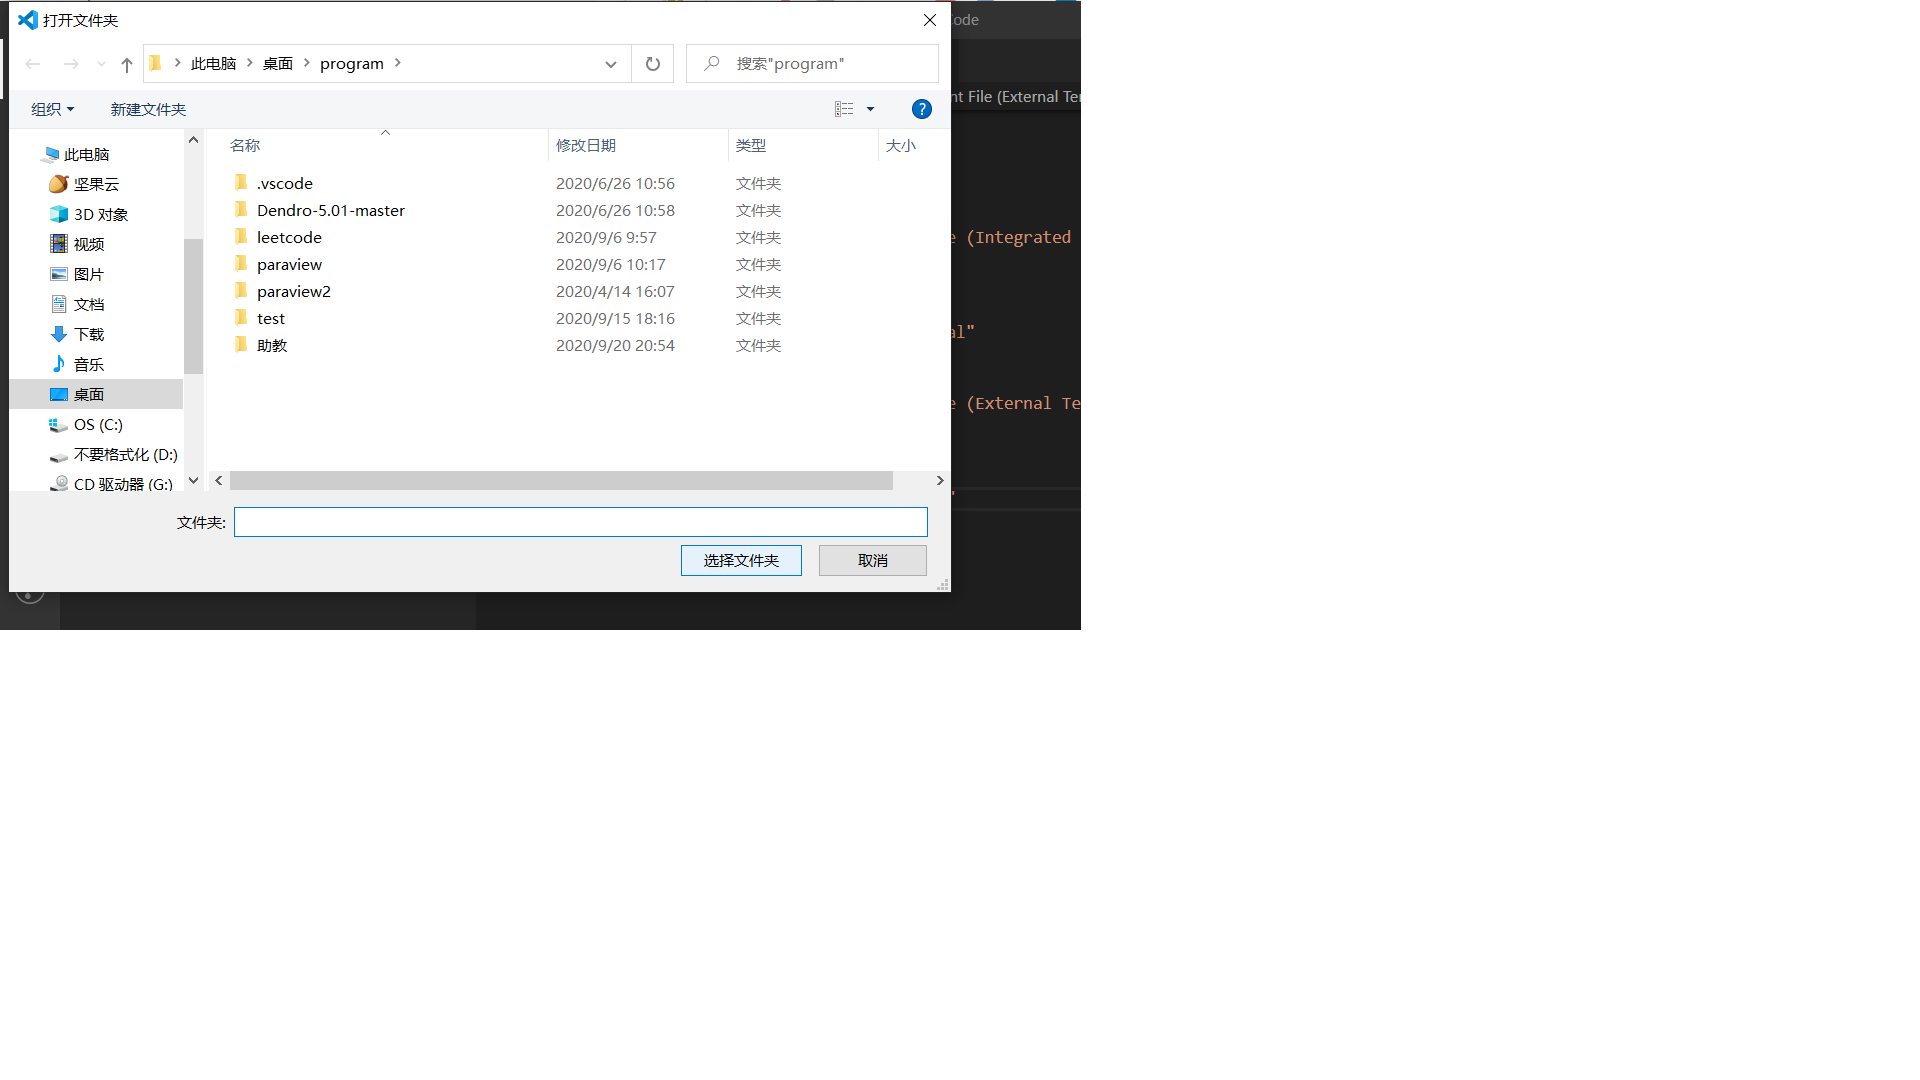 打开文件夹
Code
此电脑 桌面 program
搜索"program"
组织 新建文件夹
?
nt File (External Ter
名称 修改日期 类型 大小
此电脑
坚果云
3D 对象
视频
图片
文档
下载
音乐
桌面
OS (C:)
不要格式化 (D:)
CD 驱动器 (G:)
.vscode 2020/6/26 10:56 文件夹
Dendro-5.01-master 2020/6/26 10:58 文件夹
leetcode 2020/9/6 9:57 文件夹
paraview 2020/9/6 10:17 文件夹
paraview2 2020/4/14 16:07 文件夹
test 2020/9/15 18:16 文件夹
助教 2020/9/20 20:54 文件夹
e (Integrated
al"
e (External Te
"
文件夹:
选择文件夹 取消